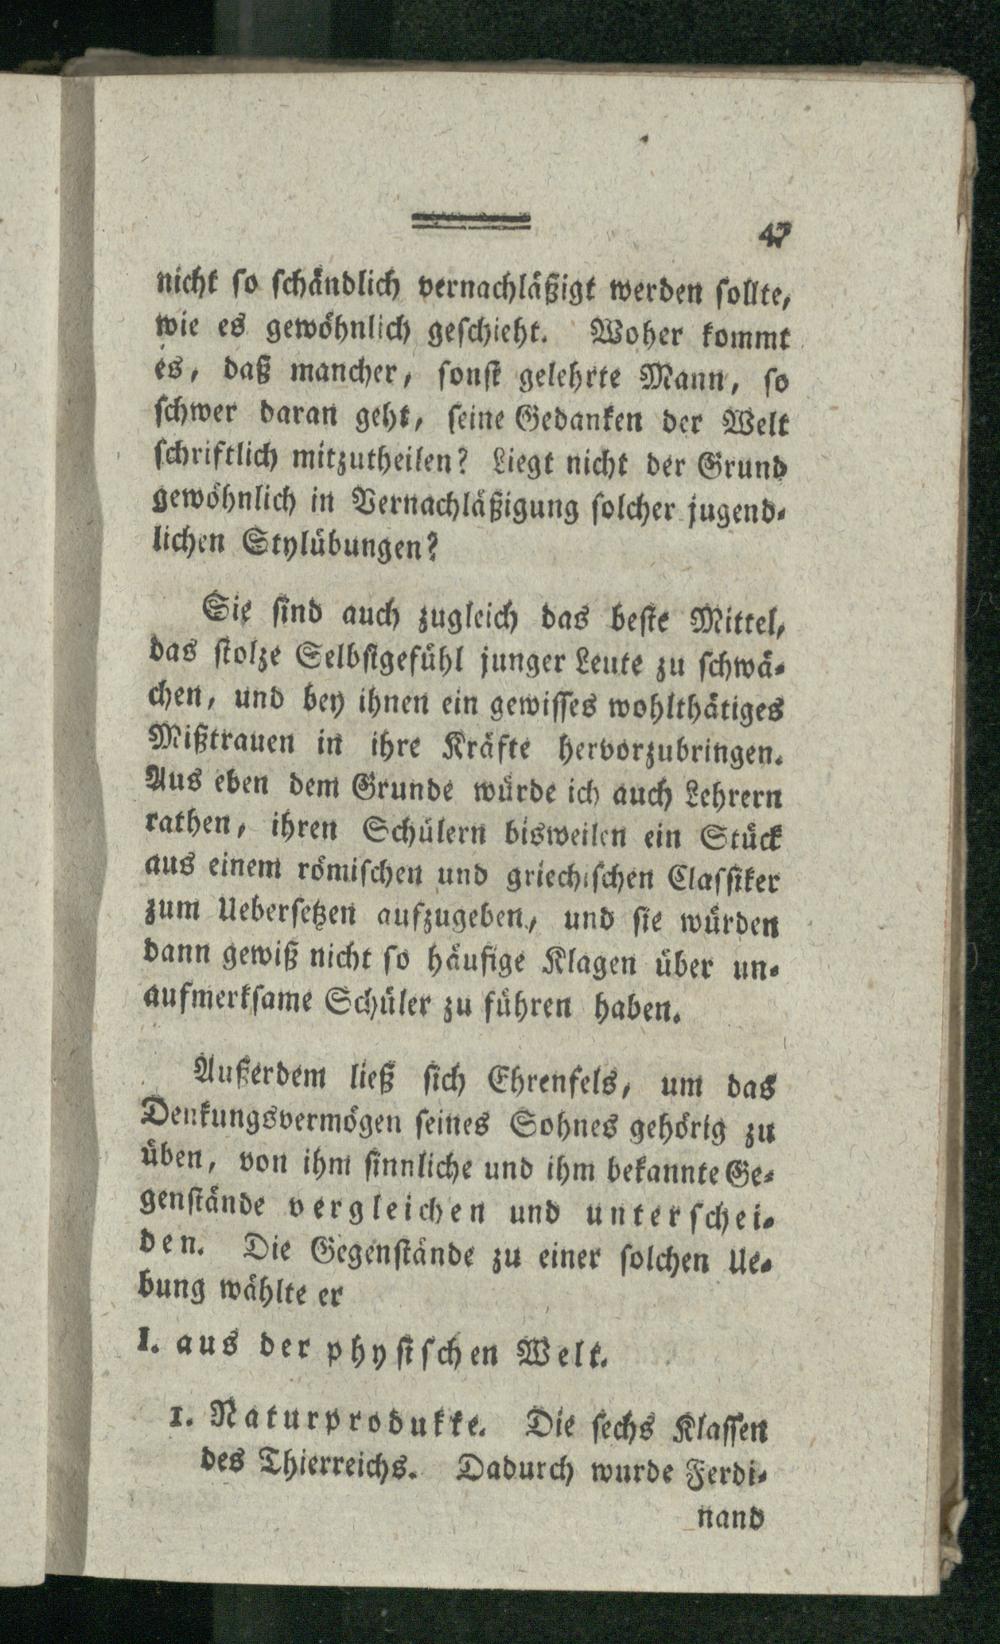 47
nicht so schändlich vernachläßigt werden sollte,
wie es gewöhnlich geschieht. Woher kommt
es, daß mancher, sonst gelehrte Mann, so
schwer daran geht, seine Gedanken der Welt
schriftlich mitzutheilen? Liegt nicht der Grund
gewöhnlich in Vernachläßigung solcher jugend-
lichen Stylübungen?
Sie sind auch zugleich das beste Mittel,
das stolze Selbstgefühl junger Leute zu schwä-
chen, und bey ihnen ein gewisses wohlthätiges
Mißtrauen in ihre Kräfte hervorzubringen.
Aus eben dem Grunde würde ich auch Lehrern
rathen, ihren Schülern bisweilen ein Stück
aus einem römischen und griechischen Classiker
zum Uebersetzen aufzugeben, und sie würden
dann gewiß nicht so häufige Klagen über un-
aufmerksame Schüler zu führen haben.
Außerdem ließ sich Ehrenfels, um das
Denkungsvermögen seines Sohnes gehörig zu
üben, von ihm sinnliche und ihm bekannte Ge-
genstände vergleichen und unterschei-
den. Die Gegenstände zu einer solchen Ue-
bung wählte er
I. aus der physischen Welt.
1. Naturprodukte. Die sechs Klassen
des Thierreichs. Dadurch wurde Ferdi-
nand